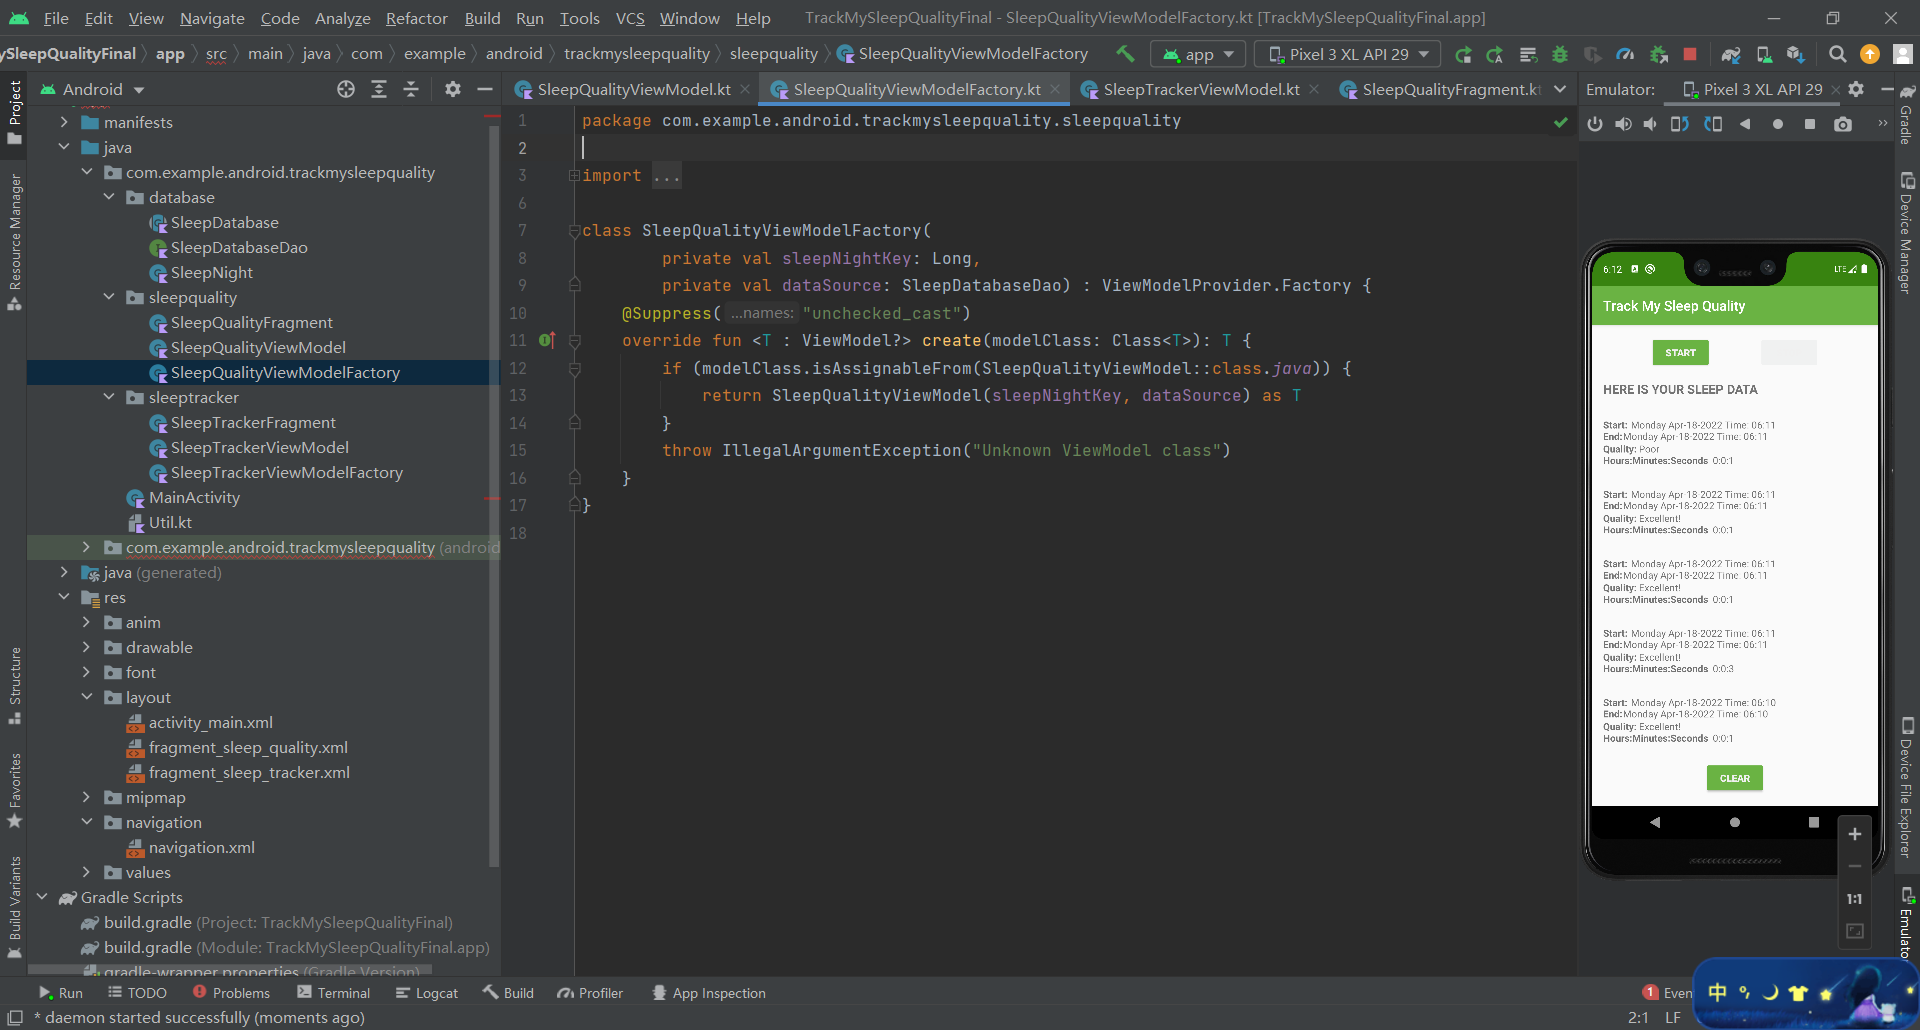 File Edit View Navigate Code Analyze Refactor Build Run Tools VCS Window Help TrackMySleepQualityFinal - SleepQualityViewModelFactory.kt [TrackMySleepQualityFinal.app]
ySleepQualityFinal app src main java com example android trackmysleepquality sleepquality SleepQualityViewModelFactory app Pixel 3 XL API 29
Android SleepQualityViewModel.kt SleepQualityViewModelFactory.kt SleepTrackerViewModel.kt SleepQualityFragment.kt Emulator: Pixel 3 XL API 29
Project
Resource Manager
Structure
Favorites
Build Variants
manifests
java
com.example.android.trackmysleepquality
database
SleepDatabase
SleepDatabaseDao
SleepNight
sleepquality
SleepQualityFragment
SleepQualityViewModel
SleepQualityViewModelFactory
sleeptracker
SleepTrackerFragment
SleepTrackerViewModel
SleepTrackerViewModelFactory
MainActivity
Util.kt
com.example.android.trackmysleepquality (android
java (generated)
res
anim
drawable
font
layout
activity_main.xml
fragment_sleep_quality.xml
fragment_sleep_tracker.xml
mipmap
navigation
navigation.xml
values
Gradle Scripts
build.gradle (Project: TrackMySleepQualityFinal)
build.gradle (Module: TrackMySleepQualityFinal.app)
gradle-wrapper.properties (Gradle Version)
1 package com.example.android.trackmysleepquality.sleepquality
2
3 import ...
6
7 class SleepQualityViewModelFactory(
8 private val sleepNightKey: Long,
9 private val dataSource: SleepDatabaseDao) : ViewModelProvider.Factory {
10 @Suppress( ...names: "unchecked_cast")
11 override fun <T : ViewModel?> create(modelClass: Class<T>): T {
12 if (modelClass.isAssignableFrom(SleepQualityViewModel::class.java)) {
13 return SleepQualityViewModel(sleepNightKey, dataSource) as T
14 }
15 throw IllegalArgumentException("Unknown ViewModel class")
16 }
17 }
18
6:12 LTE
Track My Sleep Quality
START
HERE IS YOUR SLEEP DATA
Start: Monday Apr-18-2022 Time: 06:11
End:Monday Apr-18-2022 Time: 06:11
Quality: Poor
Hours:Minutes:Seconds 0:0:1
Start: Monday Apr-18-2022 Time: 06:11
End:Monday Apr-18-2022 Time: 06:11
Quality: Excellent!
Hours:Minutes:Seconds 0:0:1
Start: Monday Apr-18-2022 Time: 06:11
End:Monday Apr-18-2022 Time: 06:11
Quality: Excellent!
Hours:Minutes:Seconds 0:0:1
Start: Monday Apr-18-2022 Time: 06:11
End:Monday Apr-18-2022 Time: 06:11
Quality: Excellent!
Hours:Minutes:Seconds 0:0:3
Start: Monday Apr-18-2022 Time: 06:10
End:Monday Apr-18-2022 Time: 06:10
Quality: Excellent!
Hours:Minutes:Seconds 0:0:1
CLEAR
1:1
Gradle
Device Manager
Device File Explorer
Emulator
Run TODO Problems Terminal Logcat Build Profiler App Inspection 1 Even
中
* daemon started successfully (moments ago) 2:1 LF